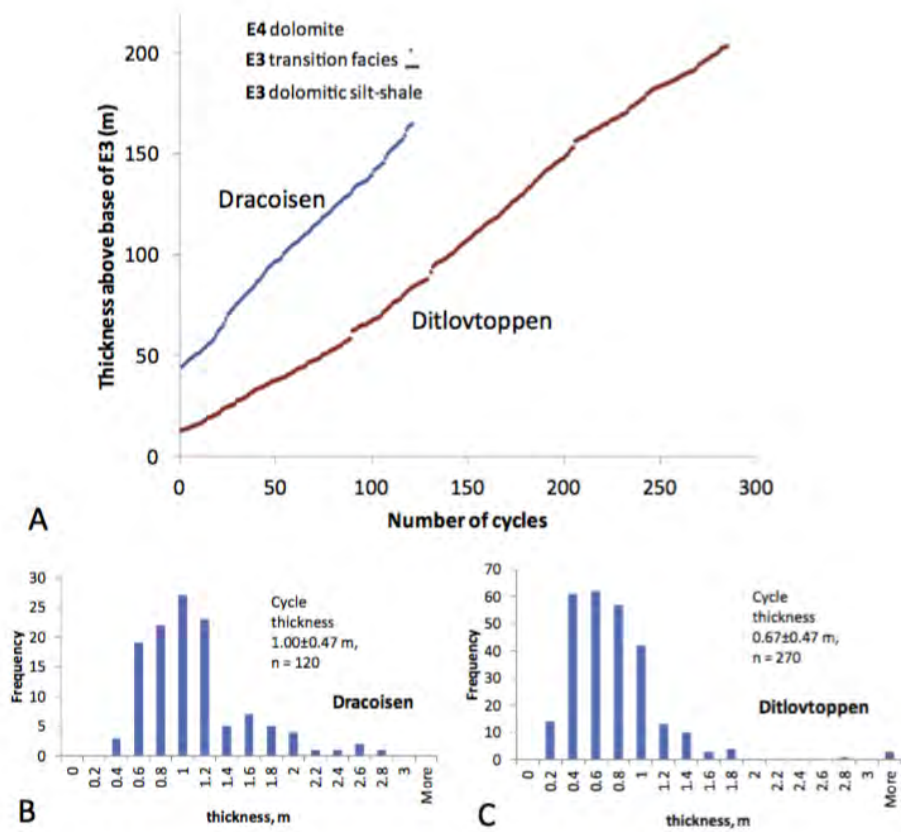 E4 dolomite
E3 transition facies
E3 dolomitic silt-shale
Thickness above base of E3 (m)
200
150
100
50
0
Dracoisen
Ditlovtoppen
0 50 100 150 200 250 300
Number of cycles
A
Frequency
30
25
20
15
10
5
0
Cycle
thickness
1.00±0.47 m,
n = 120
Dracoisen
0 0.2 0.4 0.6 0.8 1 1.2 1.4 1.6 1.8 2 2.2 2.4 2.6 2.8 3 More
thickness, m
B
Frequency
70
60
50
40
30
20
10
0
Cycle
thickness
0.67±0.47 m,
n = 270
Ditlovtoppen
0 0.2 0.4 0.6 0.8 1 1.2 1.4 1.6 1.8 2 2.2 2.4 2.6 2.8 3 More
thickness, m
C